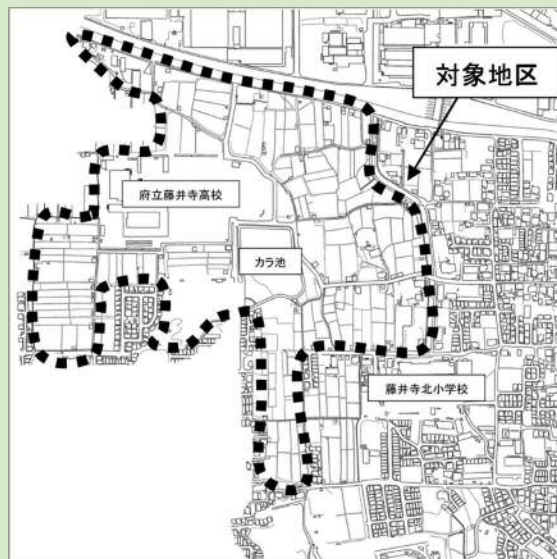 対象地区
府立藤井寺高校
カラ池
藤井寺北小学校